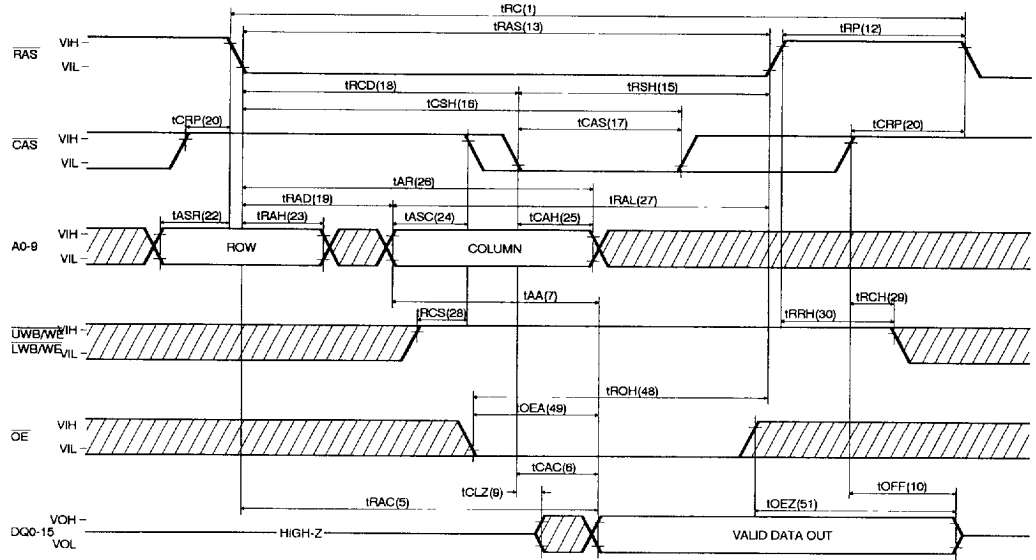 tRC(1)
tRAS(13)
tRP(12)
RAS
VIH
VIL
tRCD(18)
tRSH(15)
tCSH(16)
tCRP(20)
tCAS(17)
tCRP(20)
CAS
VIH
VIL
tAR(26)
tRAD(19)
tRAL(27)
tASR(22)
tRAH(23)
tASC(24)
tCAH(25)
A0-9
VIH
VIL
ROW
COLUMN
tAA(7)
tRCH(29)
tRCS(28)
tRRH(30)
UWB/WE
VIH
LWB/WE
VIL
tROH(48)
tOEA(49)
OE
VIH
VIL
tCAC(6)
tCLZ(9)
tOFF(10)
tRAC(5)
tOEZ(51)
DQ0-15
VOH
VOL
HIGH-Z
VALID DATA OUT